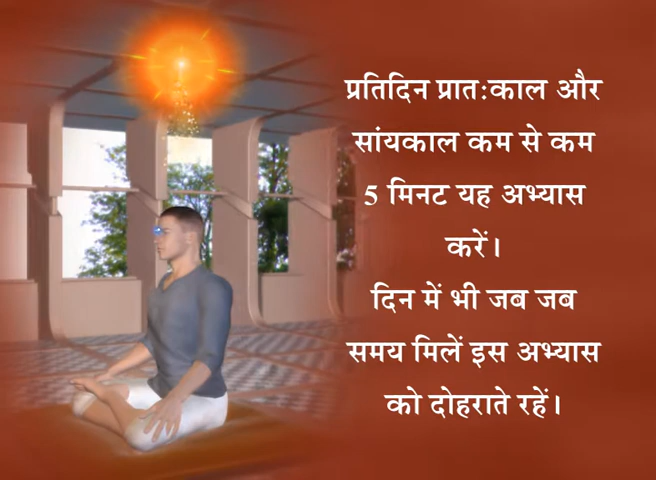 प्रतिदिन प्रात:काल और
सांयकाल कम से कम
5 मिनट यह अभ्यास
करें।
दिन में भी जब जब
समय मिलें इस अभ्यास
को दोहराते रहें।